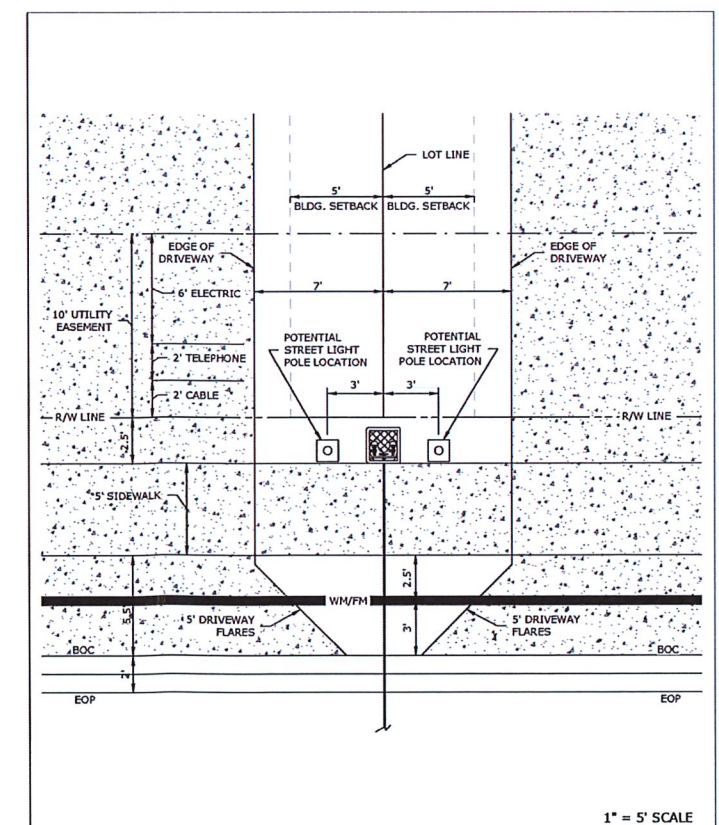 LOT LINE
5'
5'
BLDG. SETBACK
BLDG. SETBACK
EDGE OF
DRIVEWAY
EDGE OF
DRIVEWAY
7'
7'
6' ELECTRIC
10' UTILITY
EASEMENT
POTENTIAL
STREET LIGHT
POLE LOCATION
POTENTIAL
STREET LIGHT
POLE LOCATION
2' TELEPHONE
3'
3'
2' CABLE
R/W LINE
R/W LINE
2.5'
5' SIDEWALK
2.5'
WM/FM
5.5'
5' DRIVEWAY
FLARES
3'
5' DRIVEWAY
FLARES
BOC
BOC
2'
EOP
EOP
1" = 5' SCALE